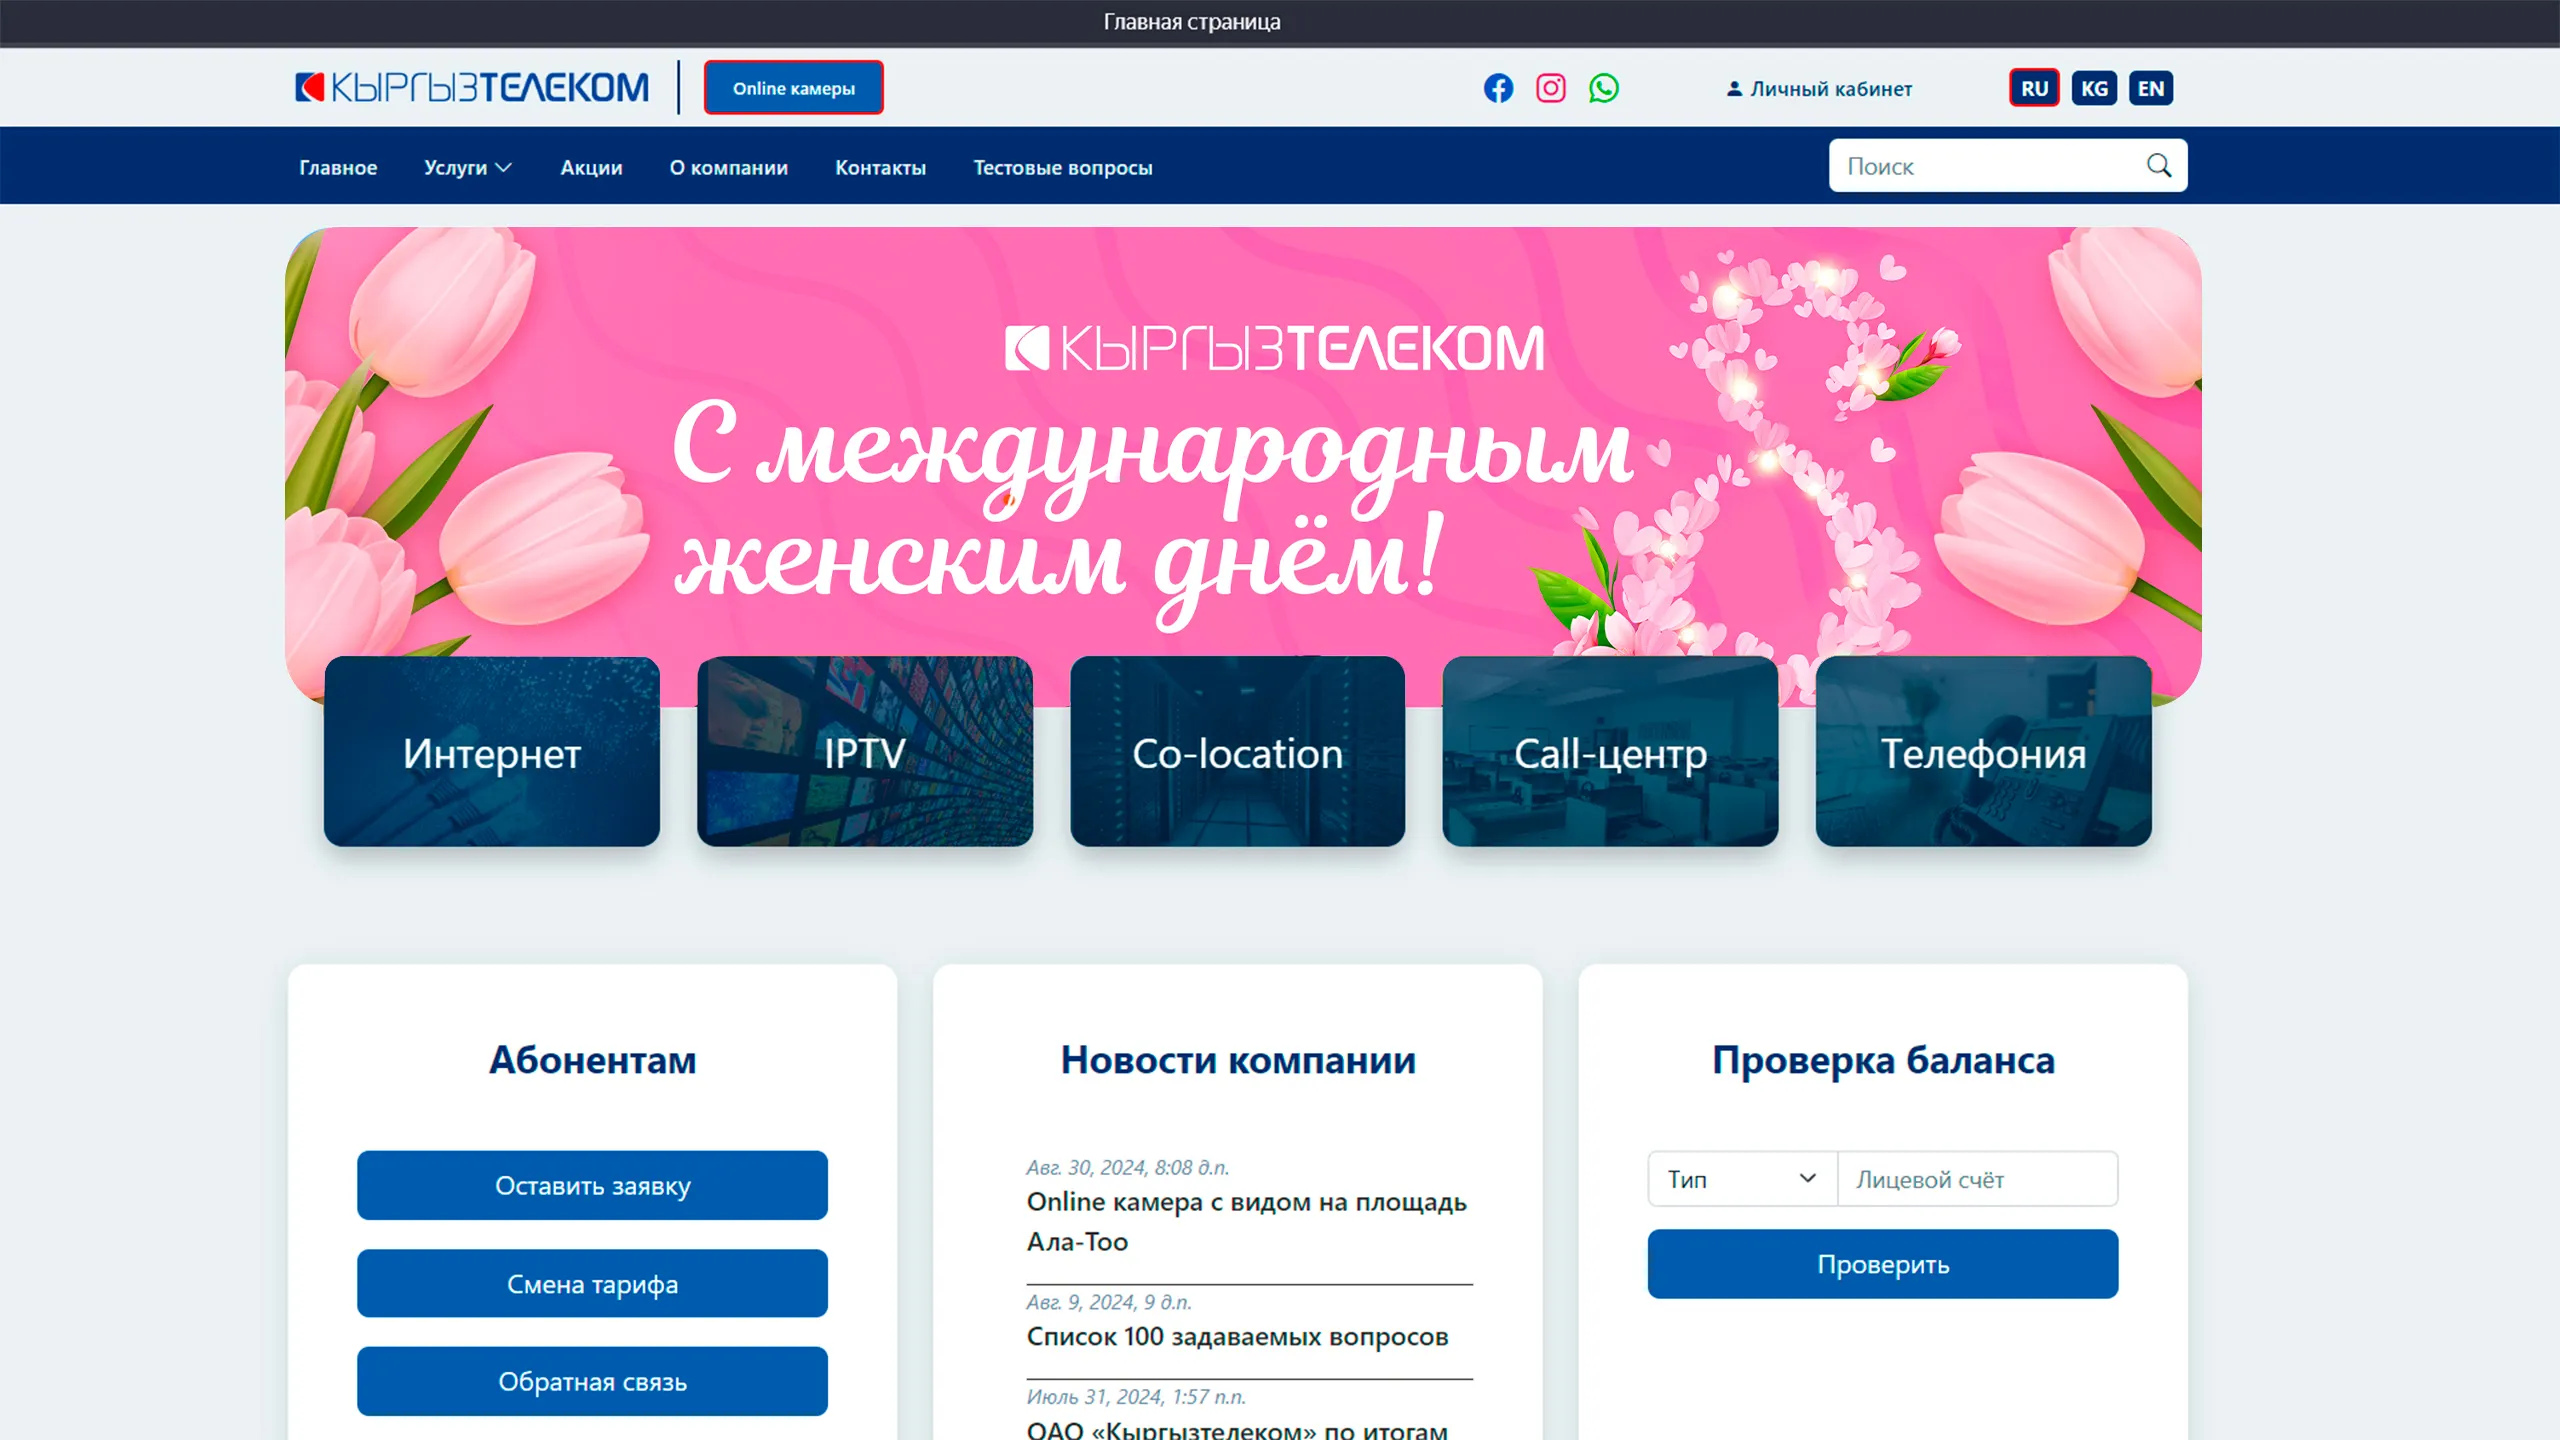 Главная страница
КЫРГЫЗТЕЛЕКОМ
Online камеры
Личный кабинет
RU
KG
EN
Главное
Услуги
Акции
О компании
Контакты
Тестовые вопросы
Поиск
КЫРГЫЗТЕЛЕКОМ
С международным
женским днём!
Интернет
IPTV
Co-location
Call-центр
Телефония
Абонентам
Оставить заявку
Смена тарифа
Обратная связь
Новости компании
Авг. 30, 2024, 8:08 д.п.
Online камера с видом на площадь
Ала-Тоо
Авг. 9, 2024, 9 д.п.
Список 100 задаваемых вопросов
Июль 31, 2024, 1:57 п.п.
ОАО «Кыргызтелеком» по итогам
Проверка баланса
Тип
Лицевой счёт
Проверить